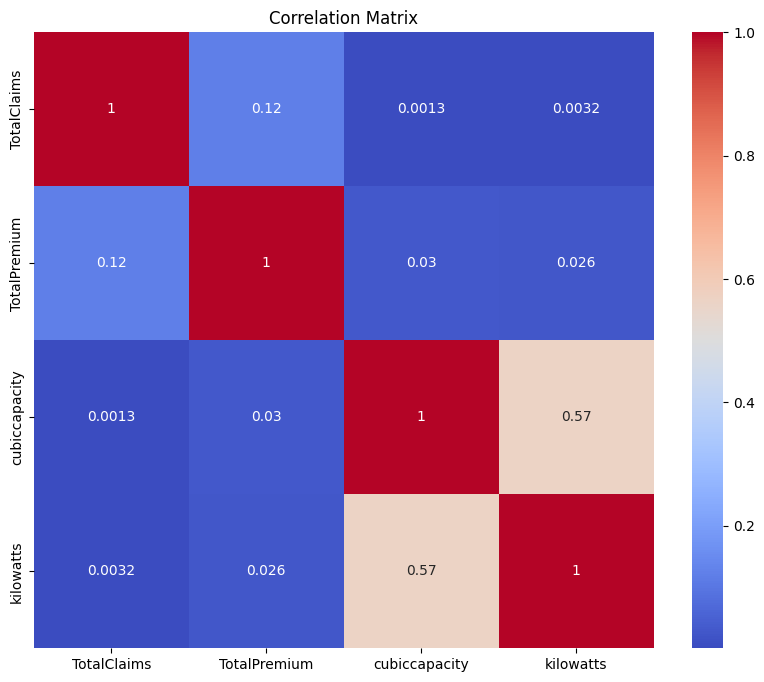 Correlation Matrix
TotalClaims
1
0.12
0.0013
0.0032
TotalPremium
0.12
1
0.03
0.026
cubiccapacity
0.0013
0.03
1
0.57
kilowatts
0.0032
0.026
0.57
1
TotalClaims
TotalPremium
cubiccapacity
kilowatts
1.0
0.8
0.6
0.4
0.2